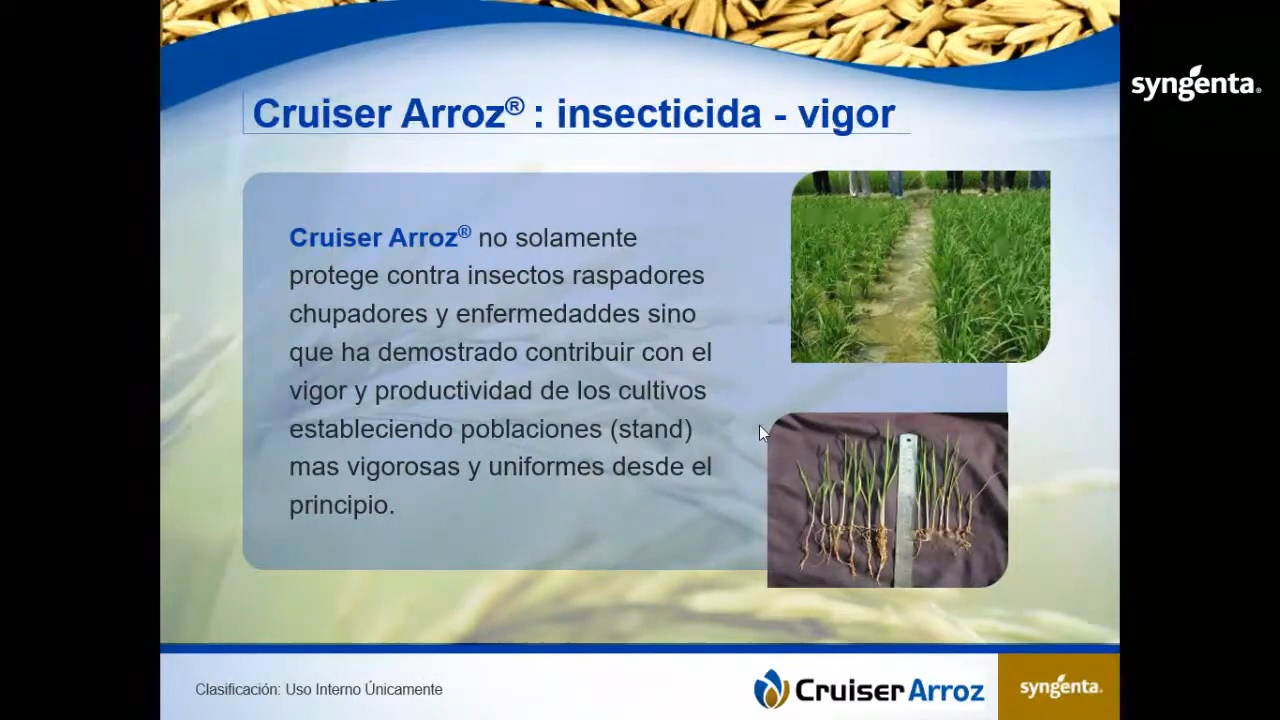 syngenta®
Cruiser Arroz® : insecticida - vigor
Cruiser Arroz® no solamente
protege contra insectos raspadores
chupadores y enfermedaddes sino
que ha demostrado contribuir con el
vigor y productividad de los cultivos
estableciendo poblaciones (stand)
mas vigorosas y uniformes desde el
principio.
Clasificación: Uso Interno Únicamente
Cruiser Arroz
syngenta®